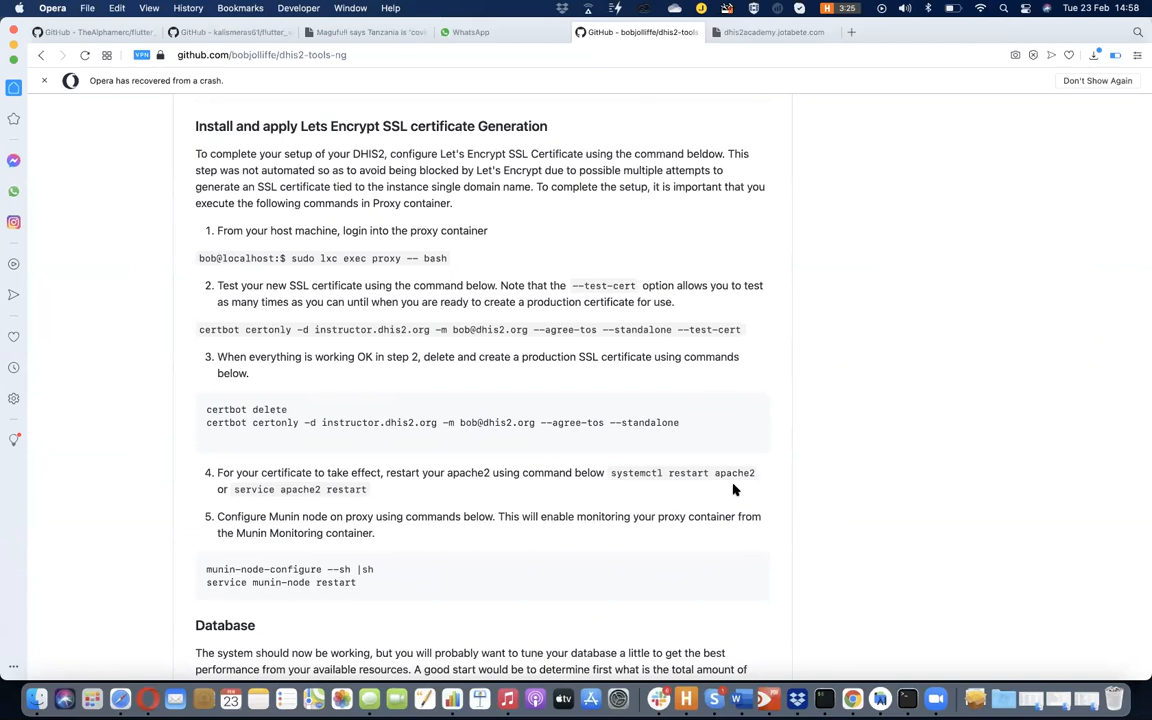 Opera File Edit View History Bookmarks Developer Window Help 3:25 Tue 23 Feb 14:58
GitHub - TheAlphamerc/flutter_ GitHub - kalismeras61/flutter_ Magufuli says Tanzania is 'covi WhatsApp GitHub - bobjolliffe/dhis2-tools dhis2academy.jotabete.com
VPN github.com/bobjolliffe/dhis2-tools-ng
Opera has recovered from a crash. Don't Show Again
Install and apply Lets Encrypt SSL certificate Generation
To complete your setup of your DHIS2, configure Let's Encrypt SSL Certificate using the command beldow. This
step was not automated so as to avoid being blocked by Let's Encrypt due to possible multiple attempts to
generate an SSL certificate tied to the instance single domain name. To complete the setup, it is important that you
execute the following commands in Proxy container.
1. From your host machine, login into the proxy container
bob@localhost:$ sudo lxc exec proxy -- bash
2. Test your new SSL certificate using the command below. Note that the --test-cert option allows you to test
as many times as you can until when you are ready to create a production certificate for use.
certbot certonly -d instructor.dhis2.org -m bob@dhis2.org --agree-tos --standalone --test-cert
3. When everything is working OK in step 2, delete and create a production SSL certificate using commands
below.
certbot delete
certbot certonly -d instructor.dhis2.org -m bob@dhis2.org --agree-tos --standalone
4. For your certificate to take effect, restart your apache2 using command below systemctl restart apache2
or service apache2 restart
5. Configure Munin node on proxy using commands below. This will enable monitoring your proxy container from
the Munin Monitoring container.
munin-node-configure --sh |sh
service munin-node restart
Database
The system should now be working, but you will probably want to tune your database a little to get the best
performance from your available resources. A good start would be to determine first what is the total amount of